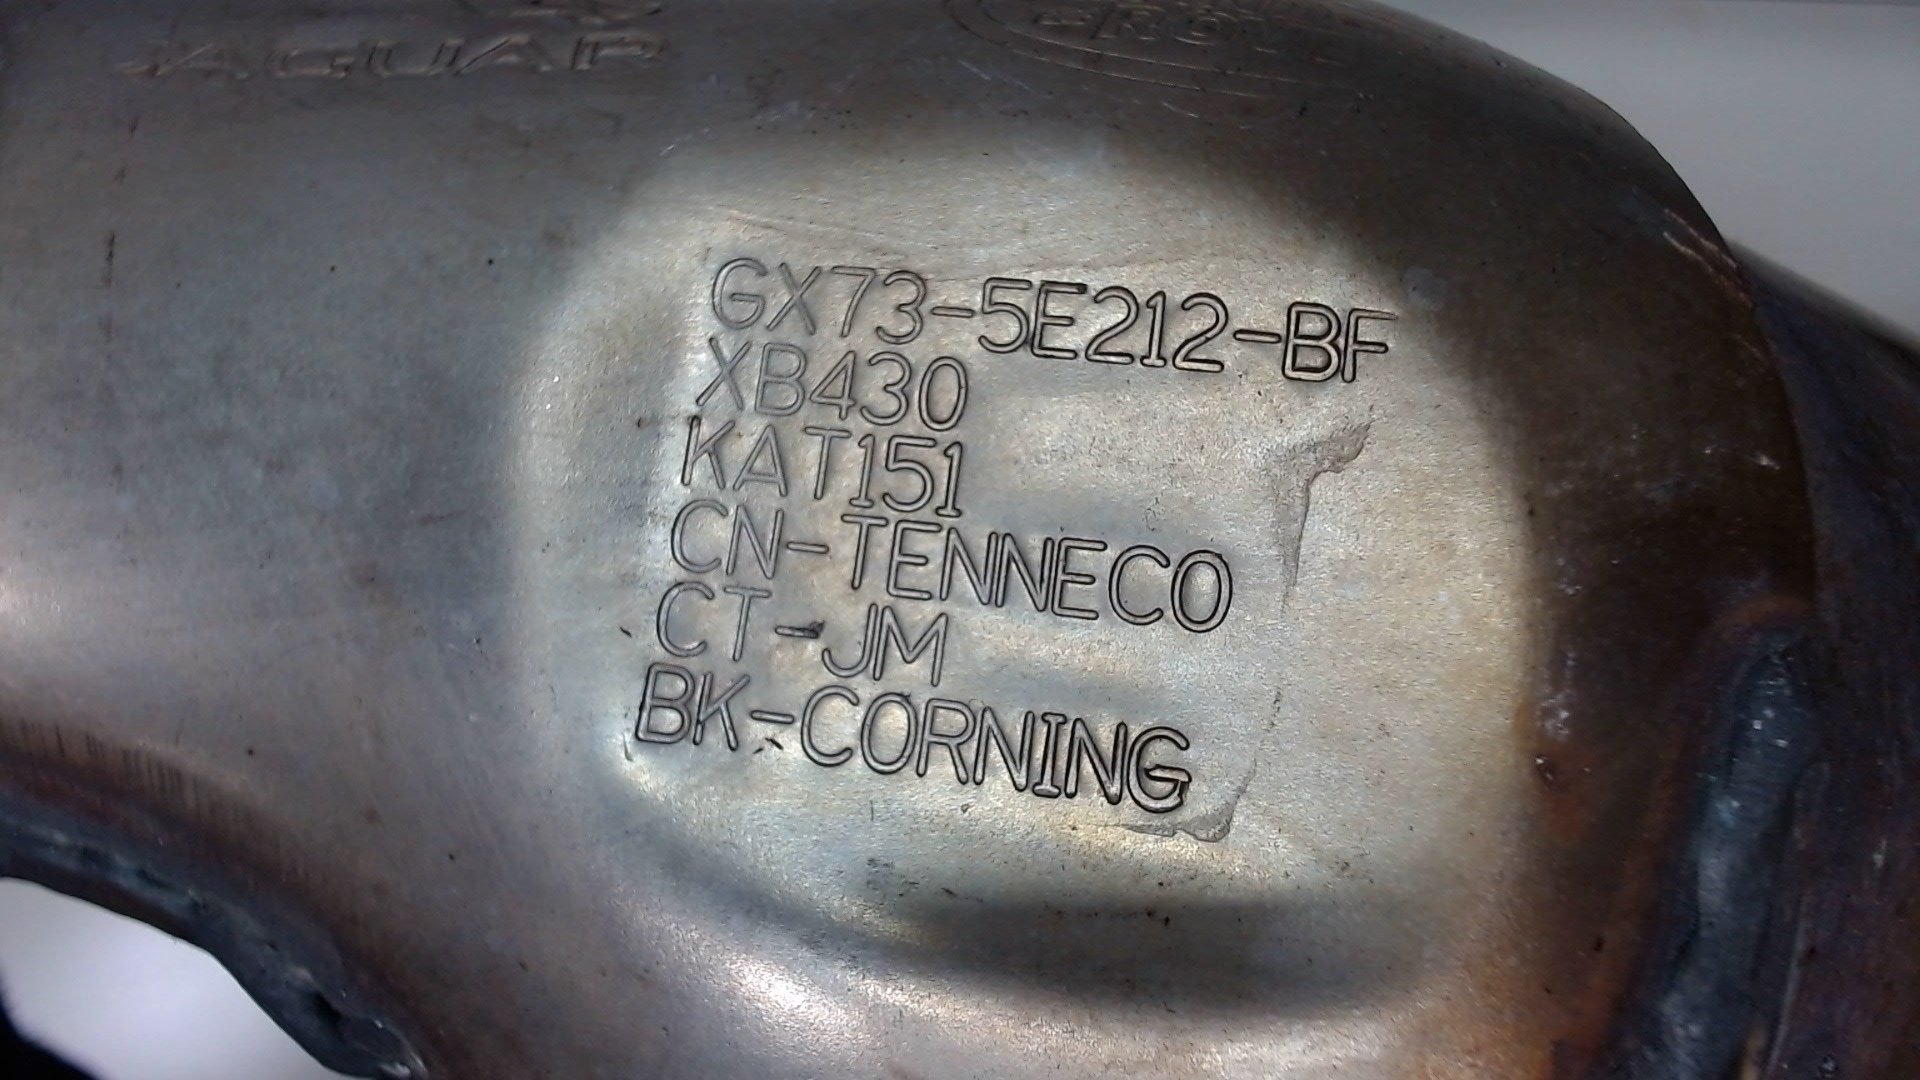 JAGUAR
GX73-5E212-BF
XB430
KAT151
CN-TENNECO
CT-JM
BK-CORNING